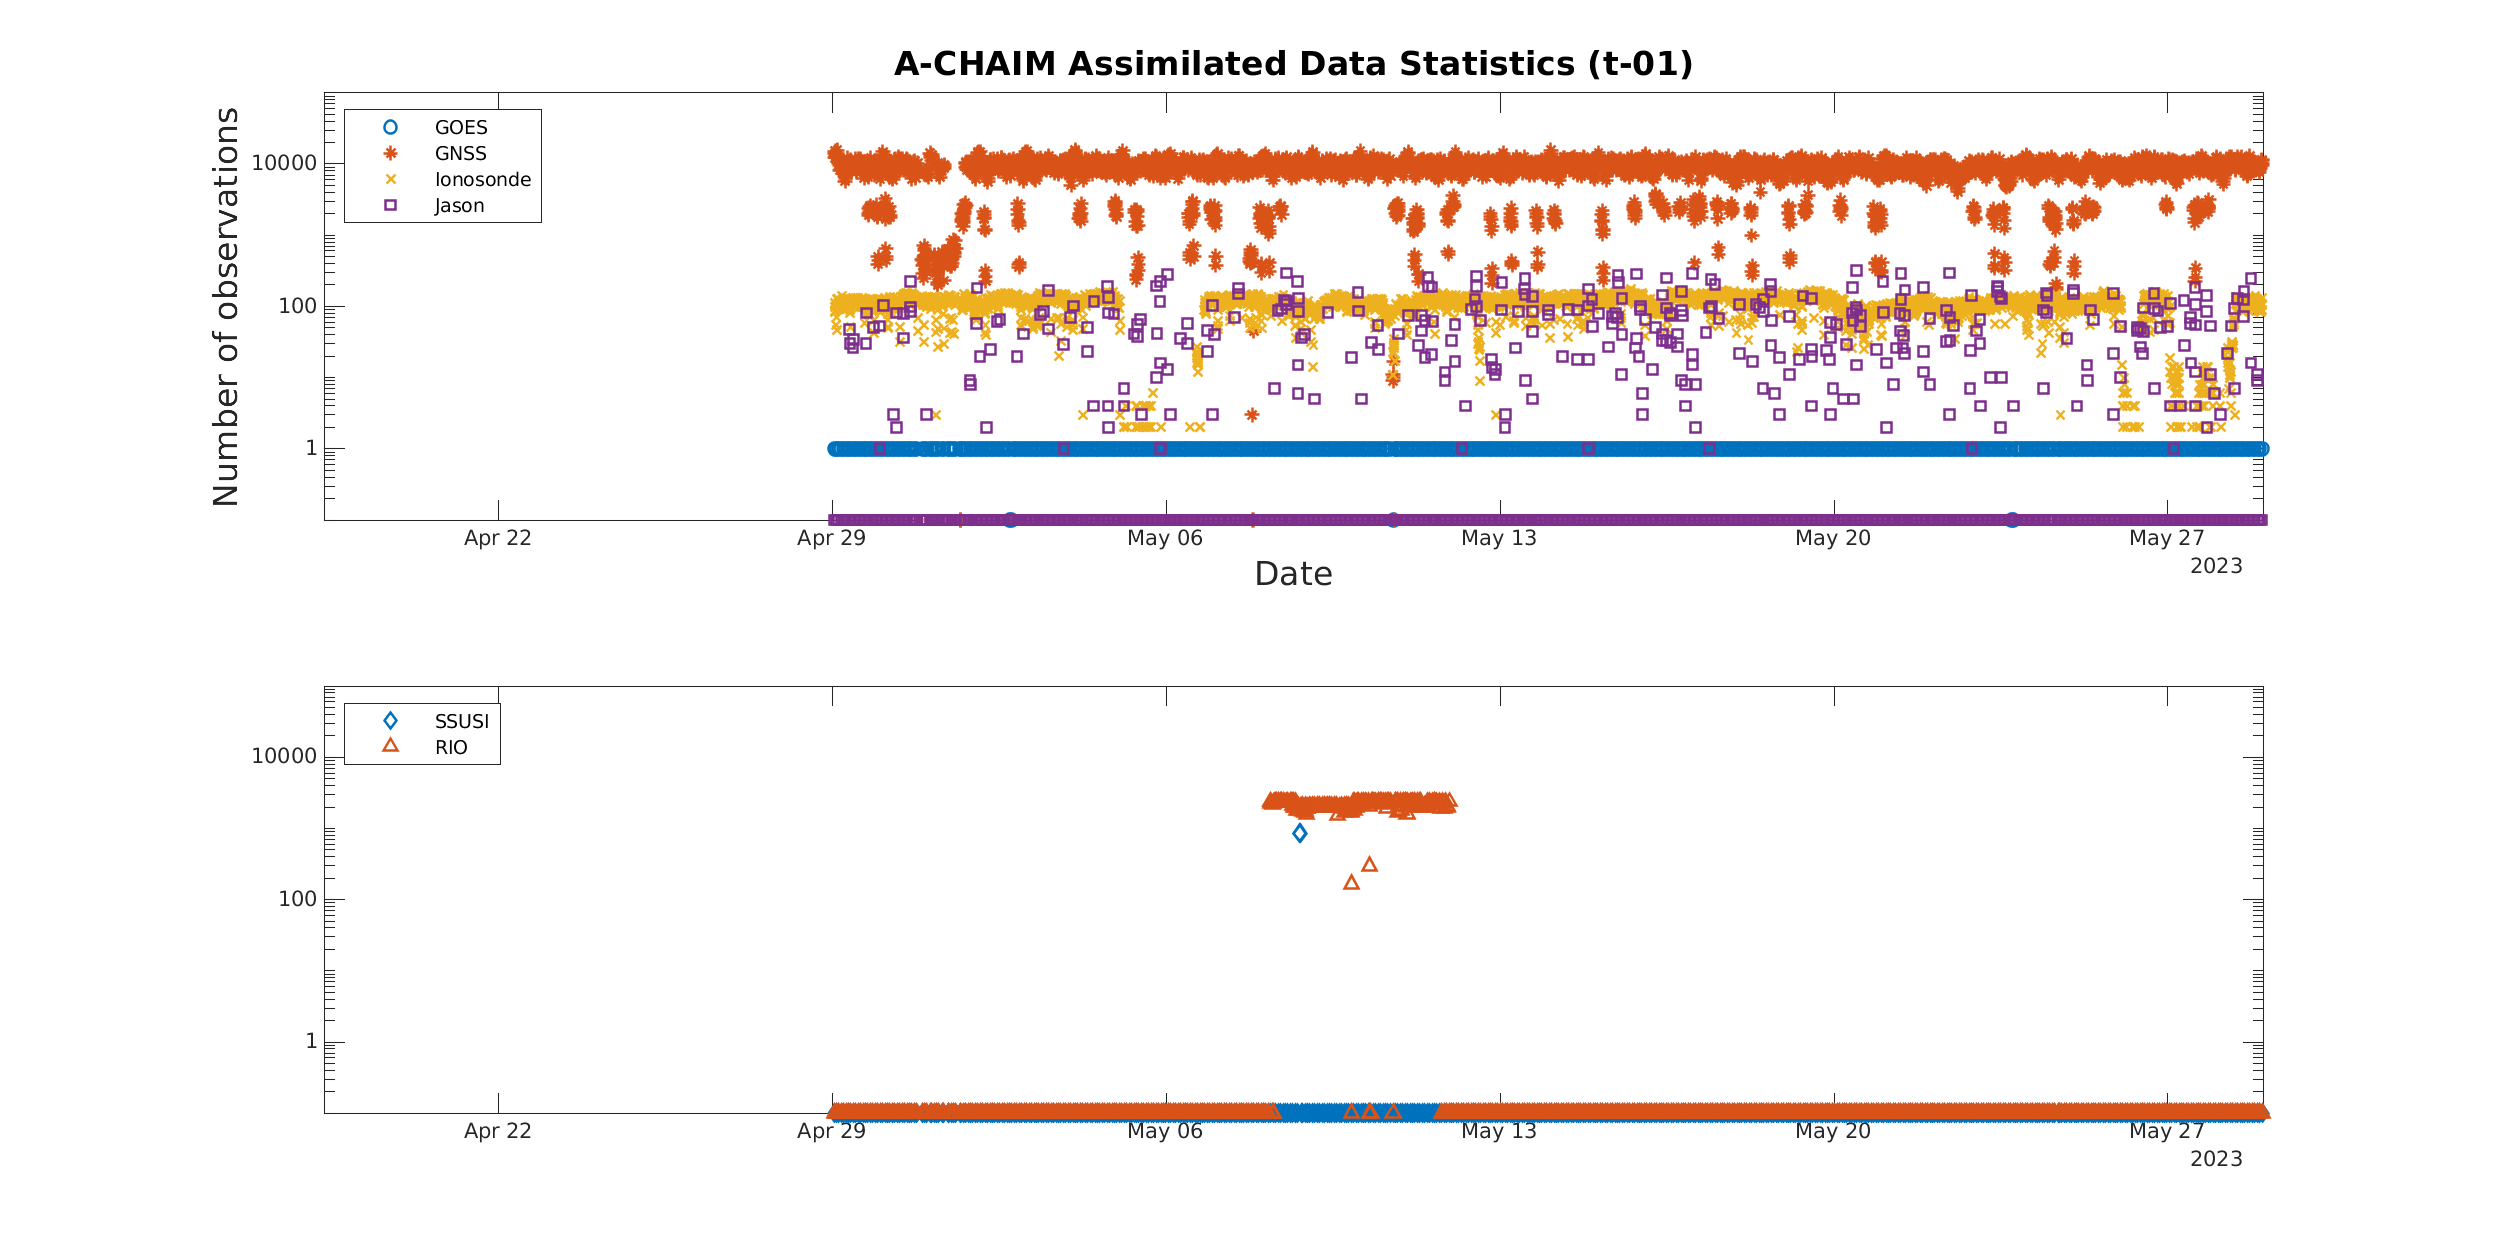 A-CHAIM Assimilated Data Statistics (t-01)
Number of observations
GOES
GNSS
Ionosonde
Jason
10000
100
1
Apr 22
Apr 29
May 06
May 13
May 20
May 27
2023
Date
SSUSI
RIO
10000
100
1
Apr 22
Apr 29
May 06
May 13
May 20
May 27
2023